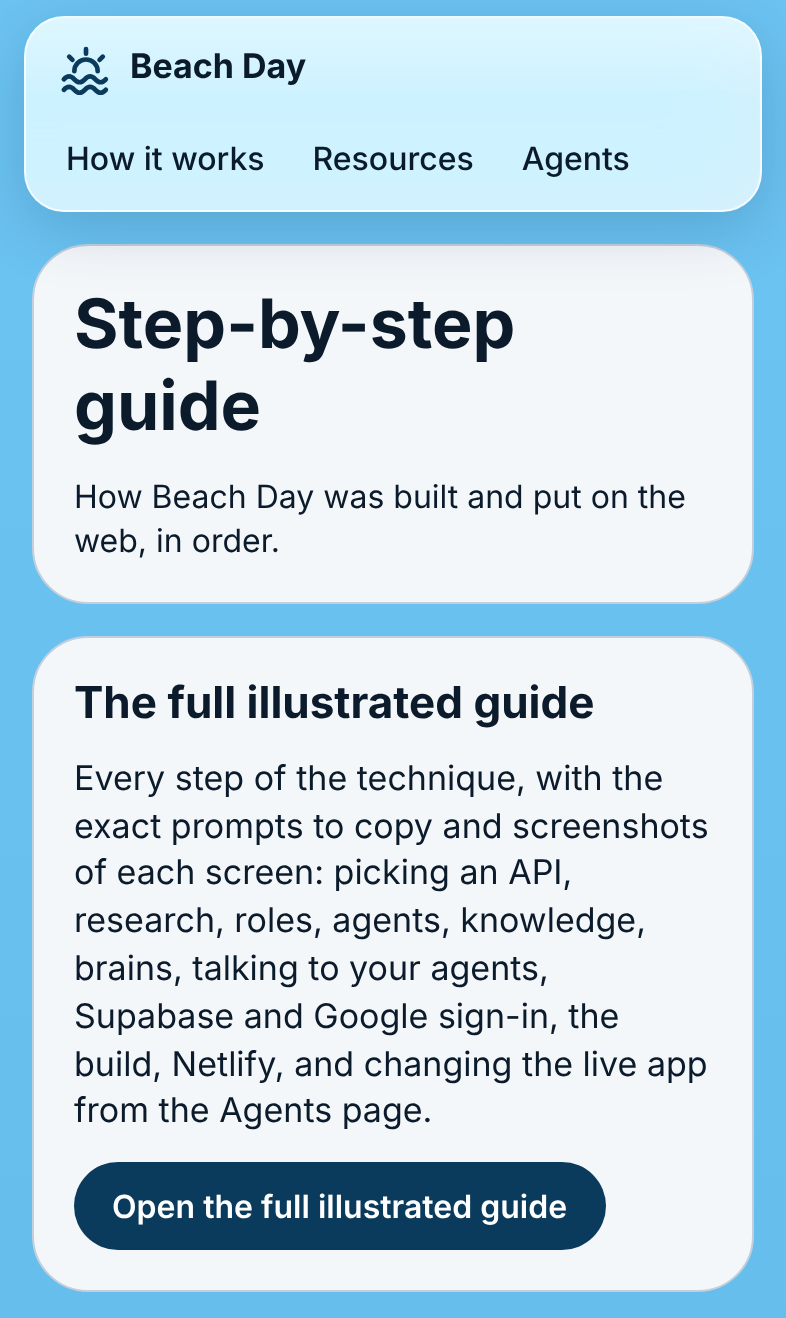 Beach Day
How it works Resources Agents
Step-by-step
guide
How Beach Day was built and put on the
web, in order.
The full illustrated guide
Every step of the technique, with the
exact prompts to copy and screenshots
of each screen: picking an API,
research, roles, agents, knowledge,
brains, talking to your agents,
Supabase and Google sign-in, the
build, Netlify, and changing the live app
from the Agents page.
Open the full illustrated guide